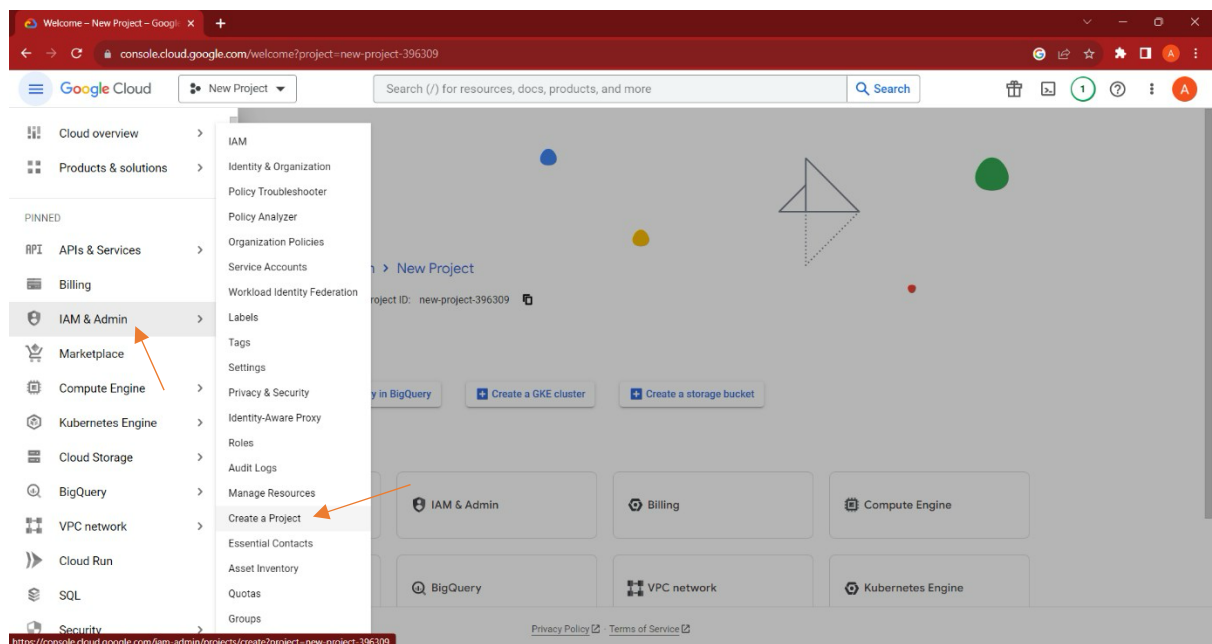 Welcome – New Project – Googl
console.cloud.google.com/welcome?project=new-project-396309
Google Cloud
New Project
Search (/) for resources, docs, products, and more
Search
1
A
Cloud overview
Products & solutions
PINNED
API APIs & Services
Billing
IAM & Admin
Marketplace
Compute Engine
Kubernetes Engine
Cloud Storage
BigQuery
VPC network
Cloud Run
SQL
Security
IAM
Identity & Organization
Policy Troubleshooter
Policy Analyzer
Organization Policies
Service Accounts
Workload Identity Federation
Labels
Tags
Settings
Privacy & Security
Identity-Aware Proxy
Roles
Audit Logs
Manage Resources
Create a Project
Essential Contacts
Asset Inventory
Quotas
Groups
n > New Project
roject ID: new-project-396309
y in BigQuery
Create a GKE cluster
Create a storage bucket
IAM & Admin
Billing
Compute Engine
BigQuery
VPC network
Kubernetes Engine
Privacy Policy · Terms of Service
https://console.cloud.google.com/iam-admin/projects/create?project=new-project-396309